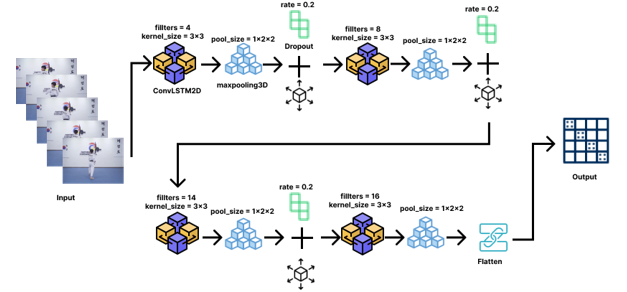 fillters = 4
kernel_size = 3×3
pool_size = 1×2×2
rate = 0.2
Dropout
ConvLSTM2D
maxpooling3D
fillters = 8
kernel_size = 3×3
pool_size = 1×2×2
rate = 0.2
Input
fillters = 14
kernel_size = 3×3
pool_size = 1×2×2
rate = 0.2
fillters = 16
kernel_size = 3×3
pool_size = 1×2×2
Flatten
Output